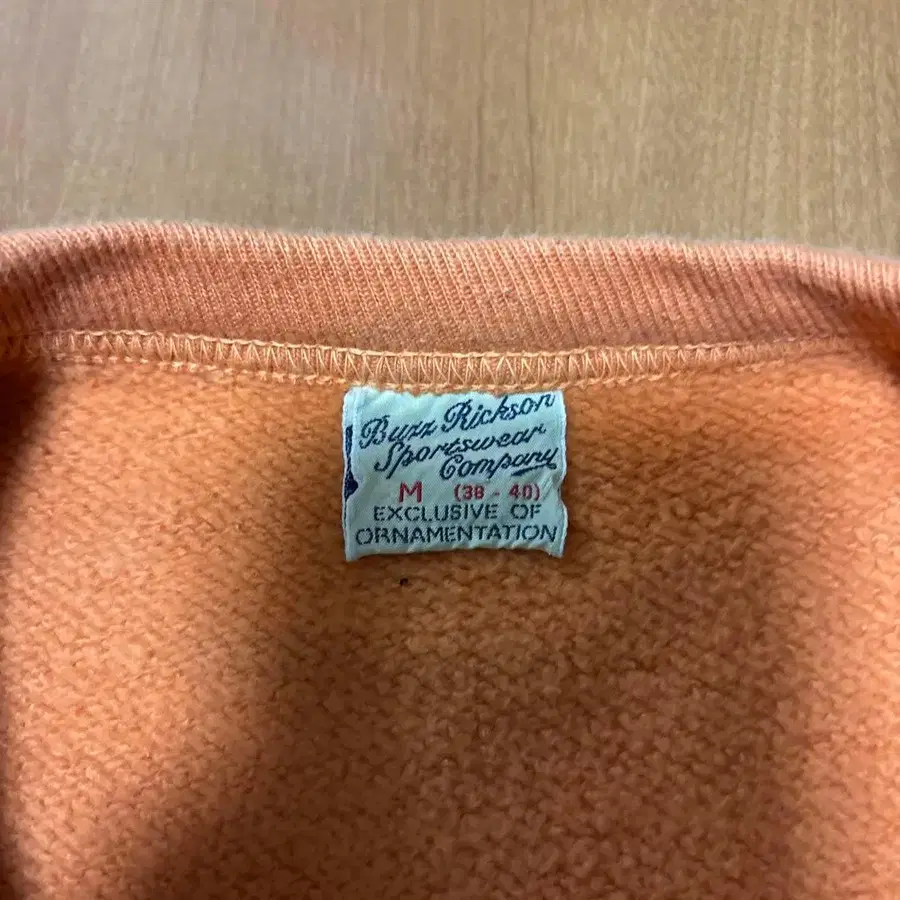 Buzz Rickson
Sportswear
Company
M (38 - 40)
EXCLUSIVE OF
ORNAMENTATION